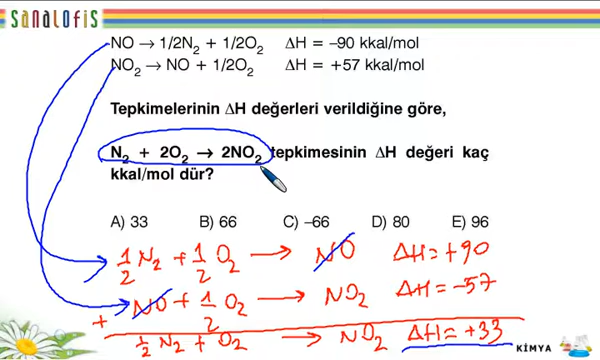 SANALOFİS
NO → 1/2N₂ + 1/2O₂ ΔH = –90 kkal/mol
NO₂ → NO + 1/2O₂ ΔH = +57 kkal/mol
Tepkimelerinin ΔH değerleri verildiğine göre,
N₂ + 2O₂ → 2NO₂ tepkimesinin ΔH değeri kaç
kkal/mol dür?
A) 33 B) 66 C) –66 D) 80 E) 96
1/2 N₂ + 1/2 O₂ → NO ΔH = +90
NO + 1/2 O₂ → NO₂ ΔH = -57
+
1/2 N₂ + O₂ → NO₂ ΔH = +33
KİMYA